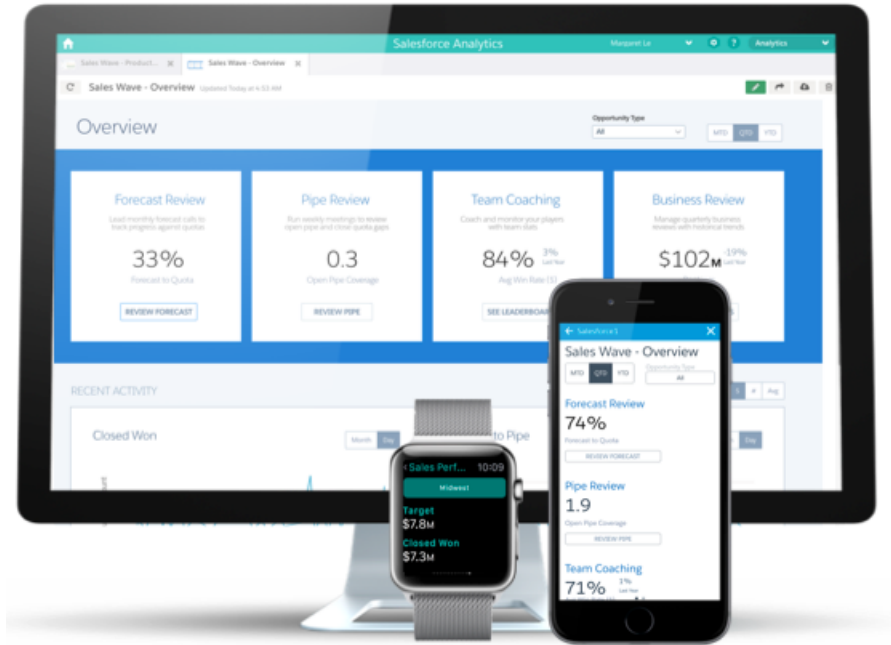 Salesforce Analytics
Margaret Le
Analytics
Sales Wave - Product...
Sales Wave - Overview
Sales Wave - Overview Updated Today at 4:53 AM
Overview
Opportunity Type
All
MTD QTD YTD
Forecast Review
Lead monthly forecast calls to
track progress against quotas
33%
Forecast to Quota
REVIEW FORECAST
Pipe Review
Run weekly meetings to review
open pipe and close quota gaps
0.3
Open Pipe Coverage
REVIEW PIPE
Team Coaching
Coach and monitor your players
with team stats
84% 3%
Last Year
Avg Win Rate ($)
SEE LEADERBOAR
Business Review
Manage quarterly business
reviews with historical trends
$102M -19%
Last Year
RECENT ACTIVITY
$ # Avg
Closed Won
Month Day
to Pipe
Day
Sales Perf... 10:09
Midwest
Target
$7.8M
Closed Won
$7.3M
Salesforce1
Sales Wave - Overview
MTD QTD YTD
Opportunity Type
All
Forecast Review
74%
Forecast to Quota
REVIEW FORECAST
Pipe Review
1.9
Open Pipe Coverage
REVIEW PIPE
Team Coaching
71% 1%
Last Year